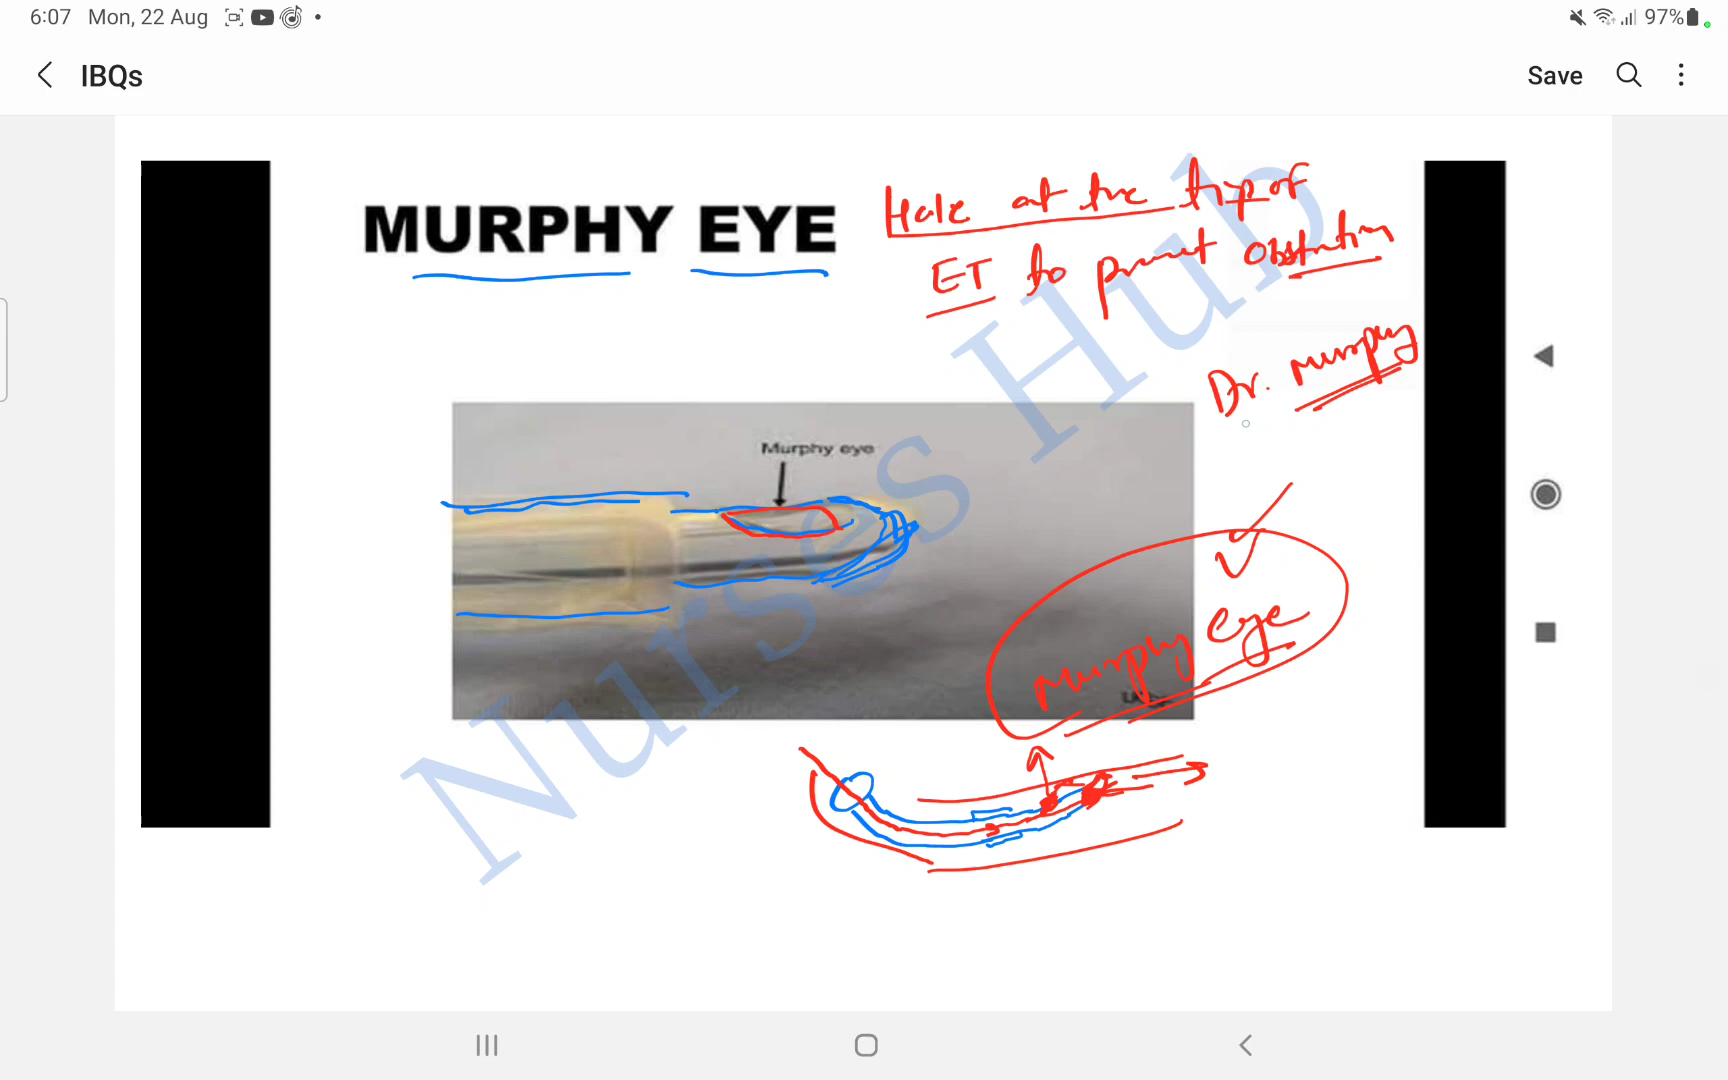 6:07 Mon, 22 Aug
97%
IBQs
Save
MURPHY EYE
Hole at the tip of
ET to prevent obstruction
Dr. Murphy
Murphy eye
Murphy eye
Nurses Hub